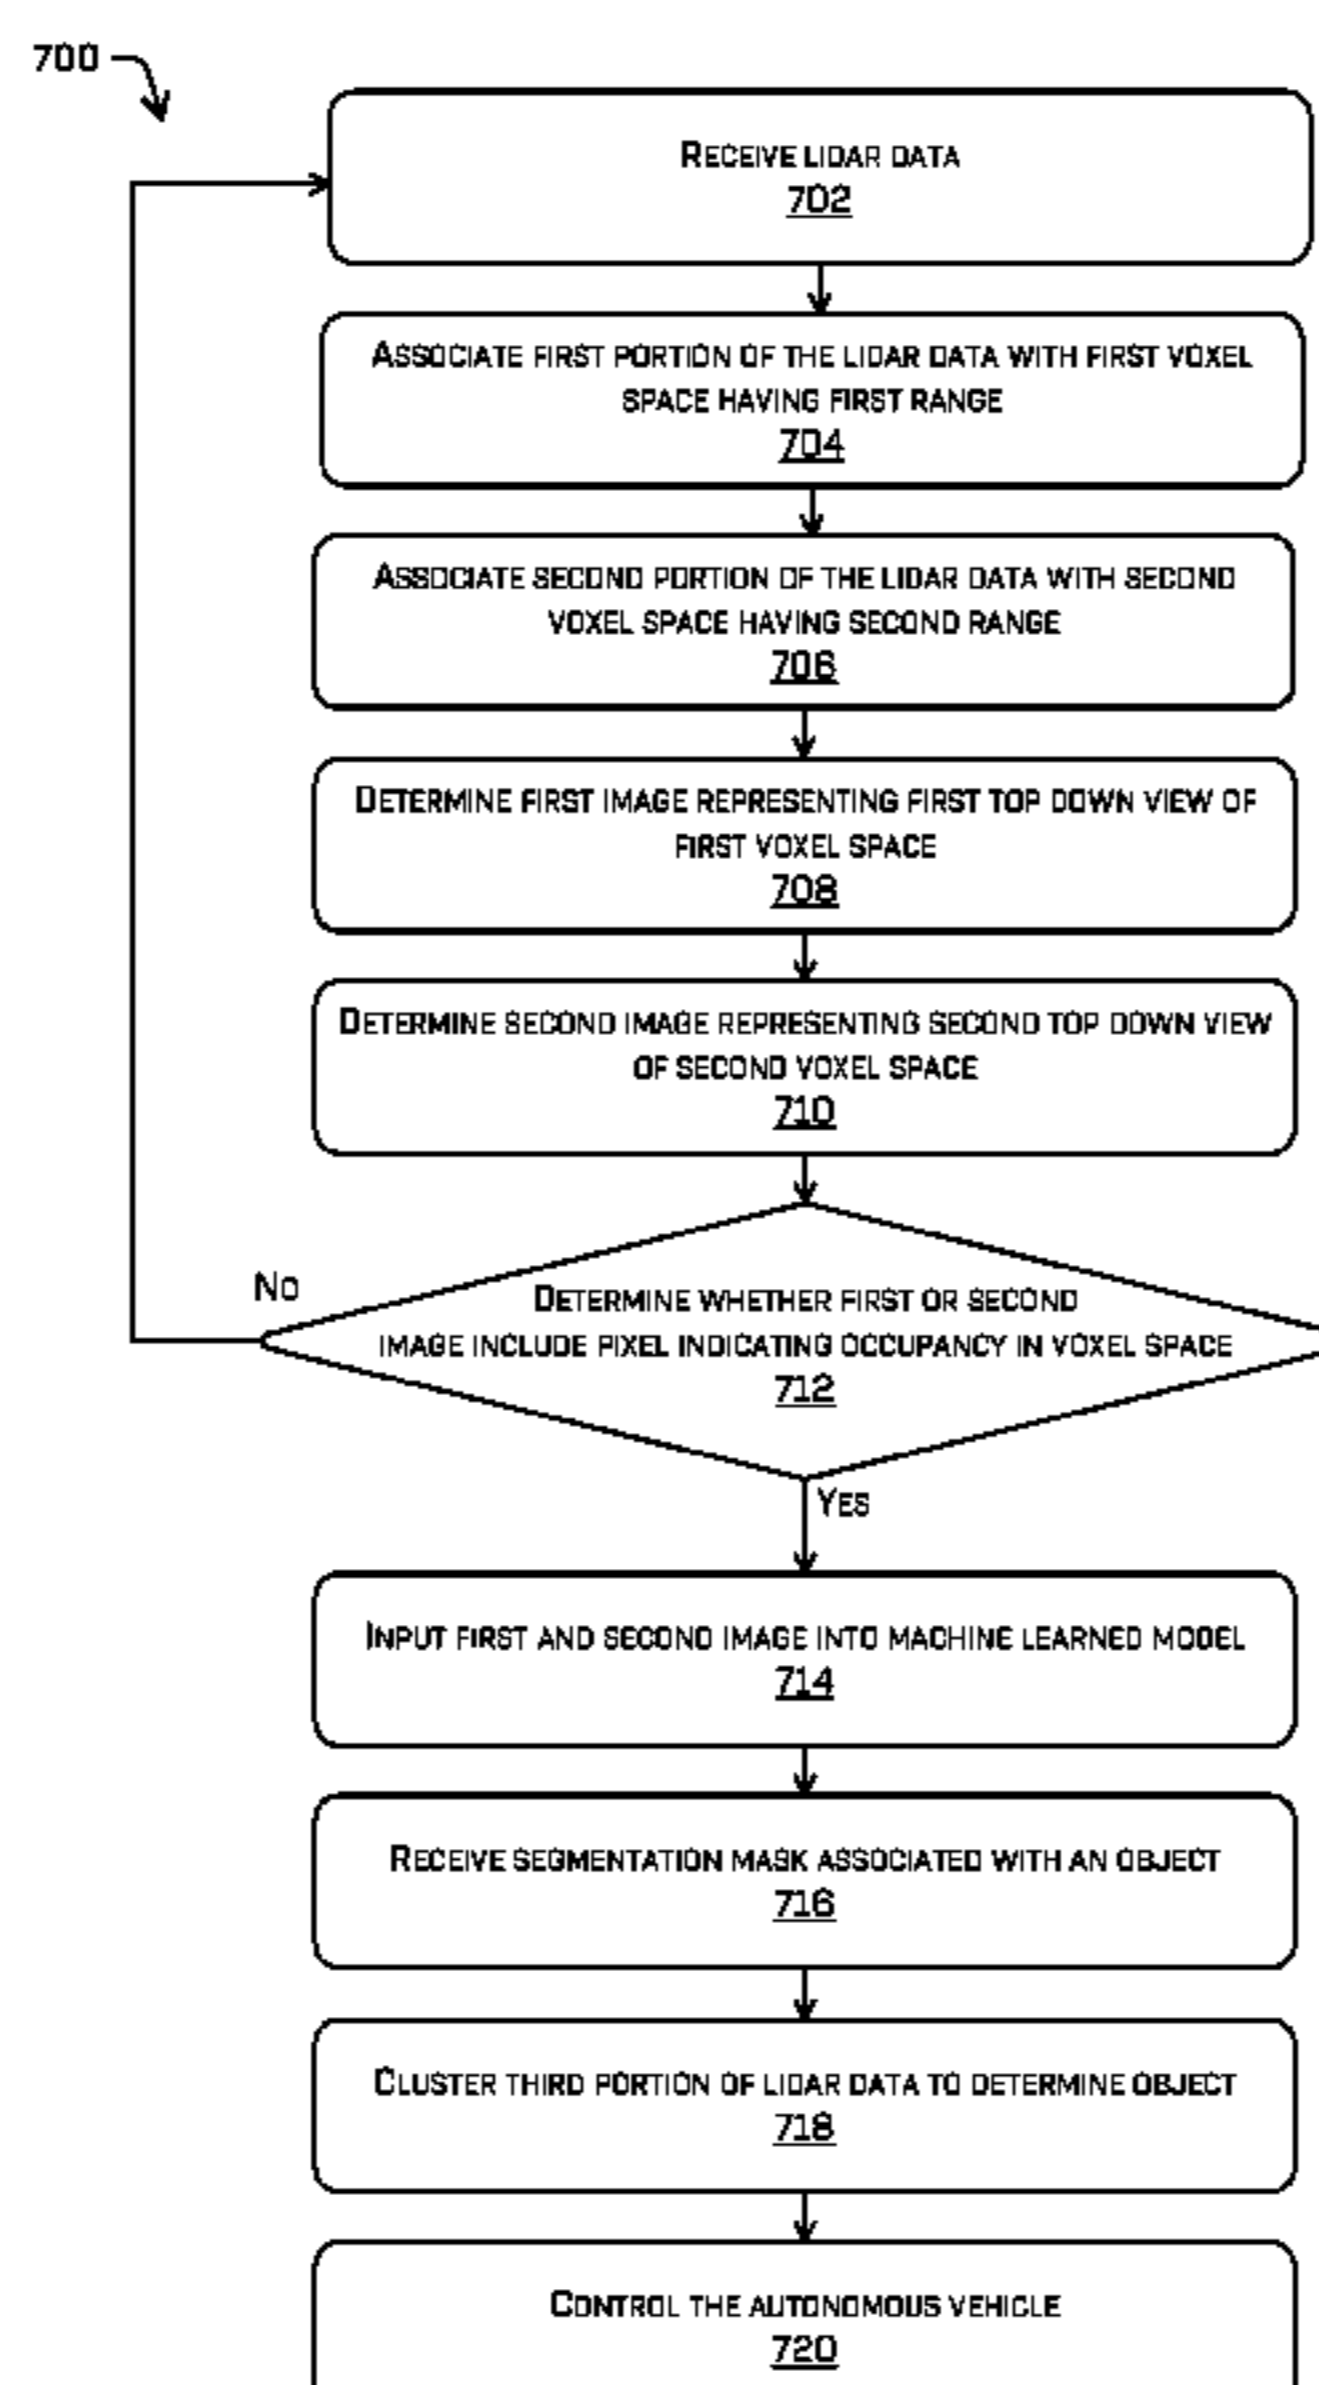 700
RECEIVE LIDAR DATA
702
ASSOCIATE FIRST PORTION OF THE LIDAR DATA WITH FIRST VOXEL
SPACE HAVING FIRST RANGE
704
ASSOCIATE SECOND PORTION OF THE LIDAR DATA WITH SECOND
VOXEL SPACE HAVING SECOND RANGE
706
DETERMINE FIRST IMAGE REPRESENTING FIRST TOP DOWN VIEW OF
FIRST VOXEL SPACE
708
DETERMINE SECOND IMAGE REPRESENTING SECOND TOP DOWN VIEW
OF SECOND VOXEL SPACE
710
NO
DETERMINE WHETHER FIRST OR SECOND
IMAGE INCLUDE PIXEL INDICATING OCCUPANCY IN VOXEL SPACE
712
YES
INPUT FIRST AND SECOND IMAGE INTO MACHINE LEARNED MODEL
714
RECEIVE SEGMENTATION MASK ASSOCIATED WITH AN OBJECT
716
CLUSTER THIRD PORTION OF LIDAR DATA TO DETERMINE OBJECT
718
CONTROL THE AUTONOMOUS VEHICLE
720